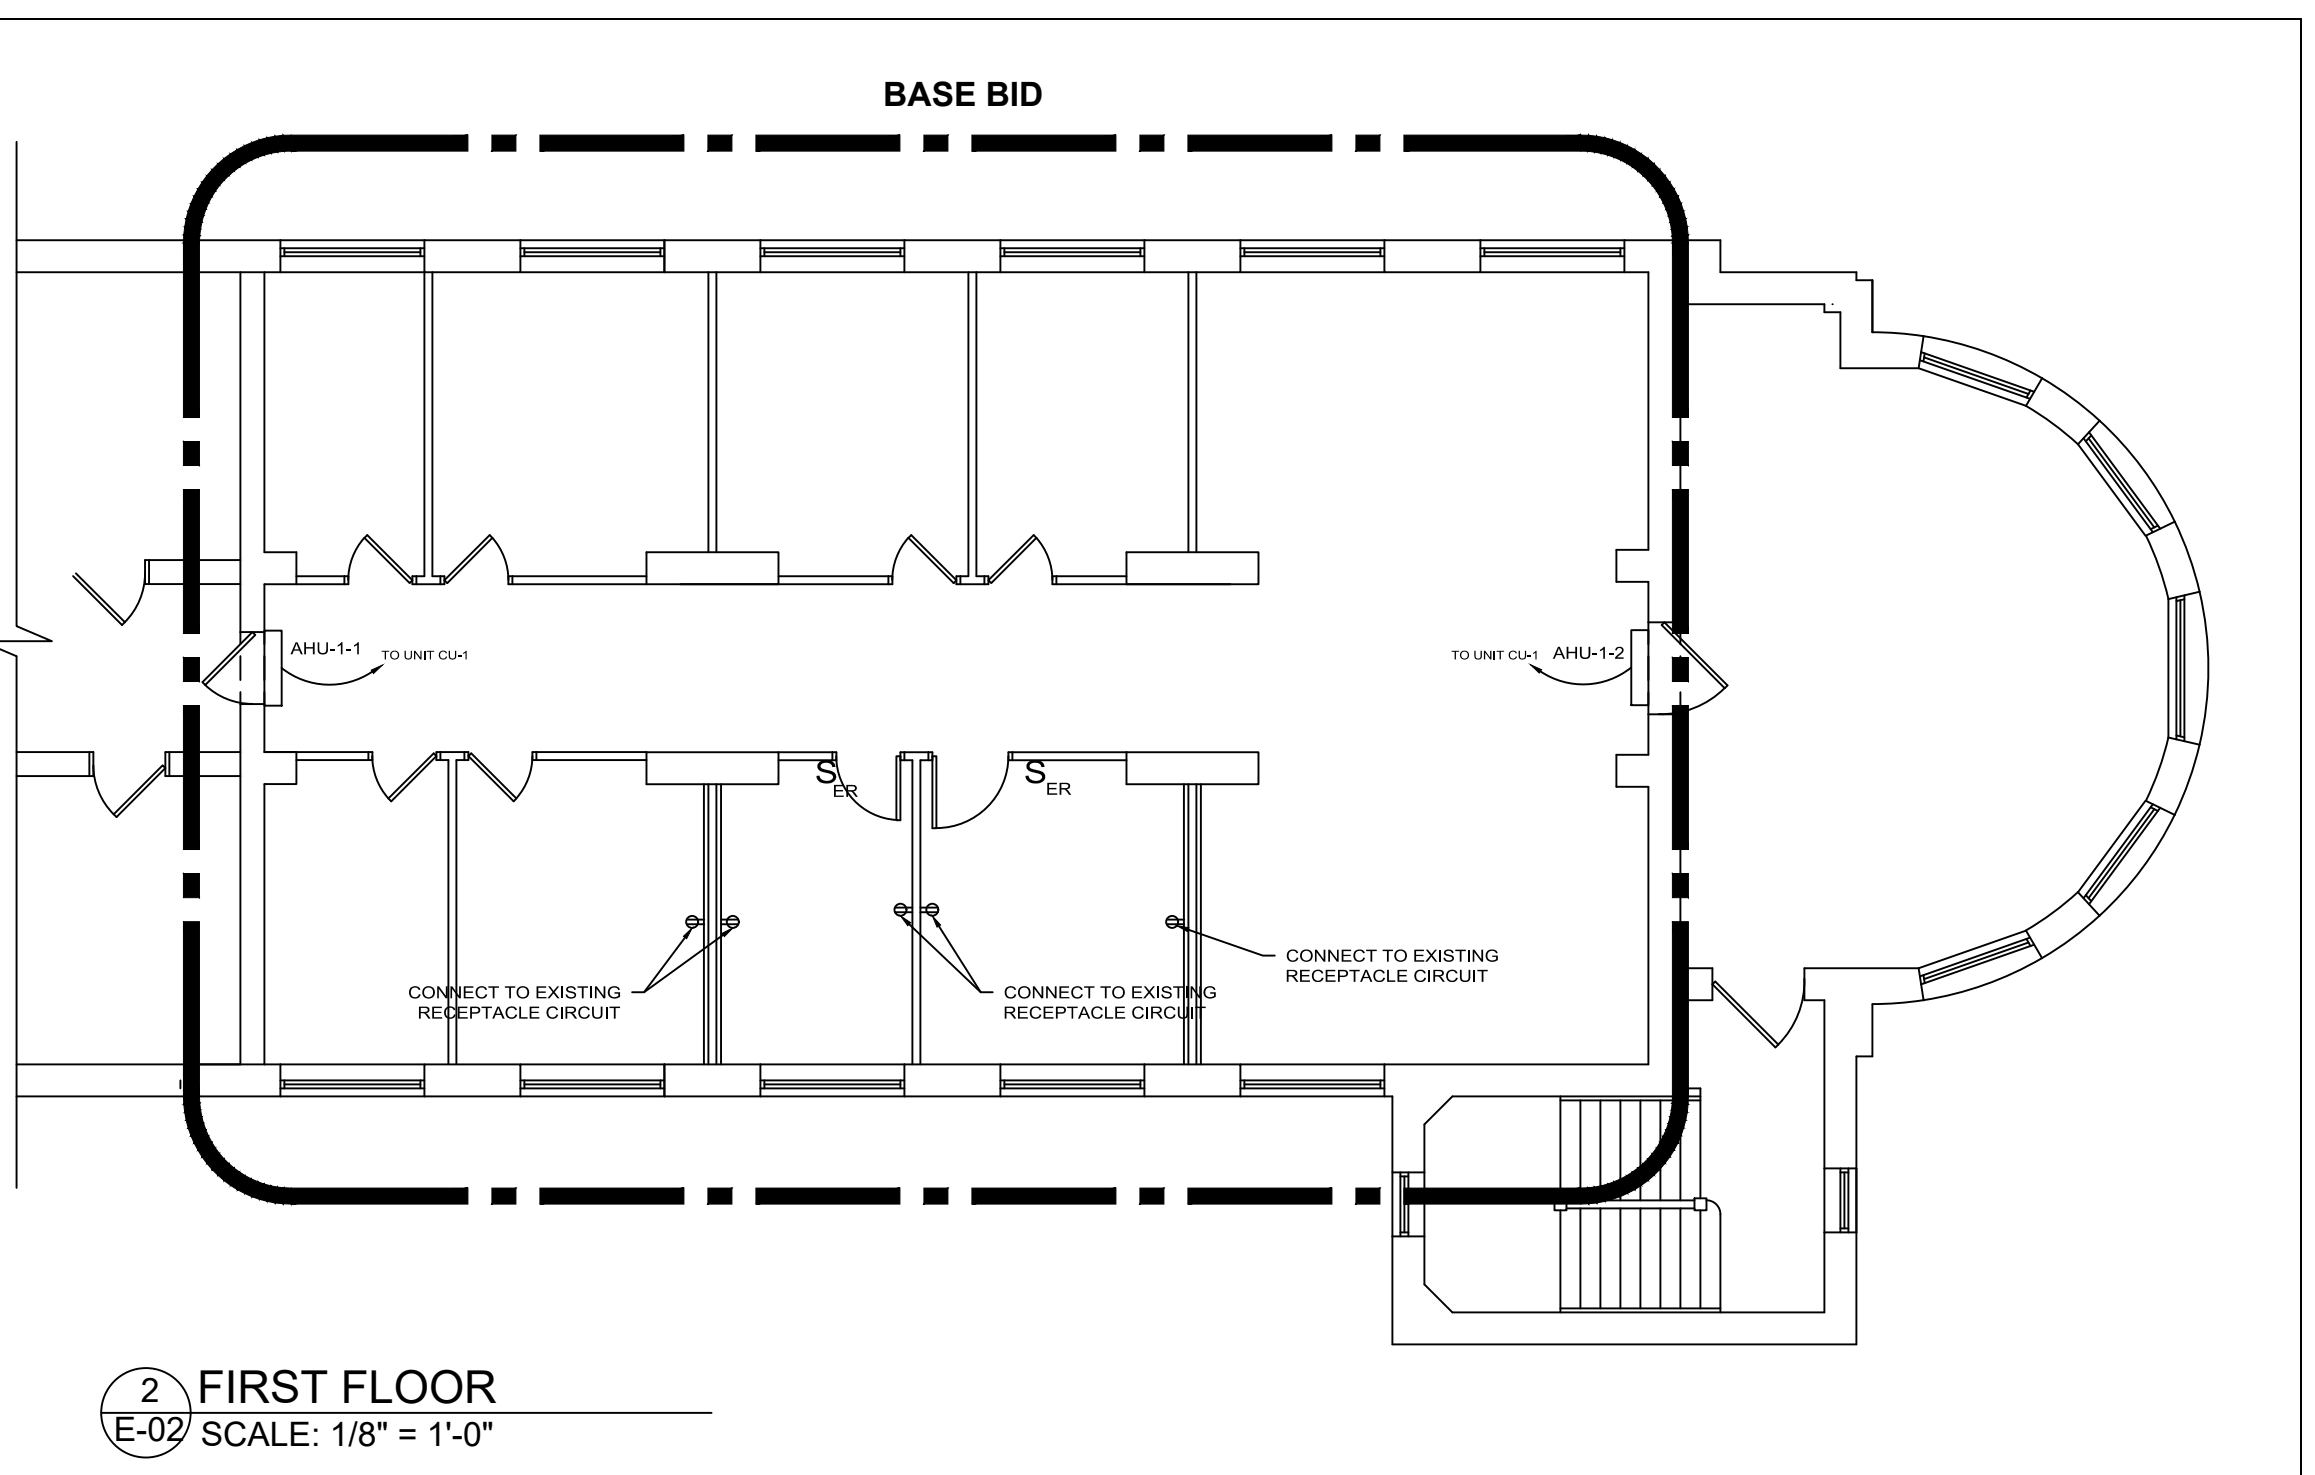 BASE BID
AHU-1-1
TO UNIT CU-1
TO UNIT CU-1
AHU-1-2
S
ER
S
ER
CONNECT TO EXISTING
RECEPTACLE CIRCUIT
CONNECT TO EXISTING
RECEPTACLE CIRCUIT
CONNECT TO EXISTING
RECEPTACLE CIRCUIT
2
FIRST FLOOR
E-02
SCALE: 1/8" = 1'-0"